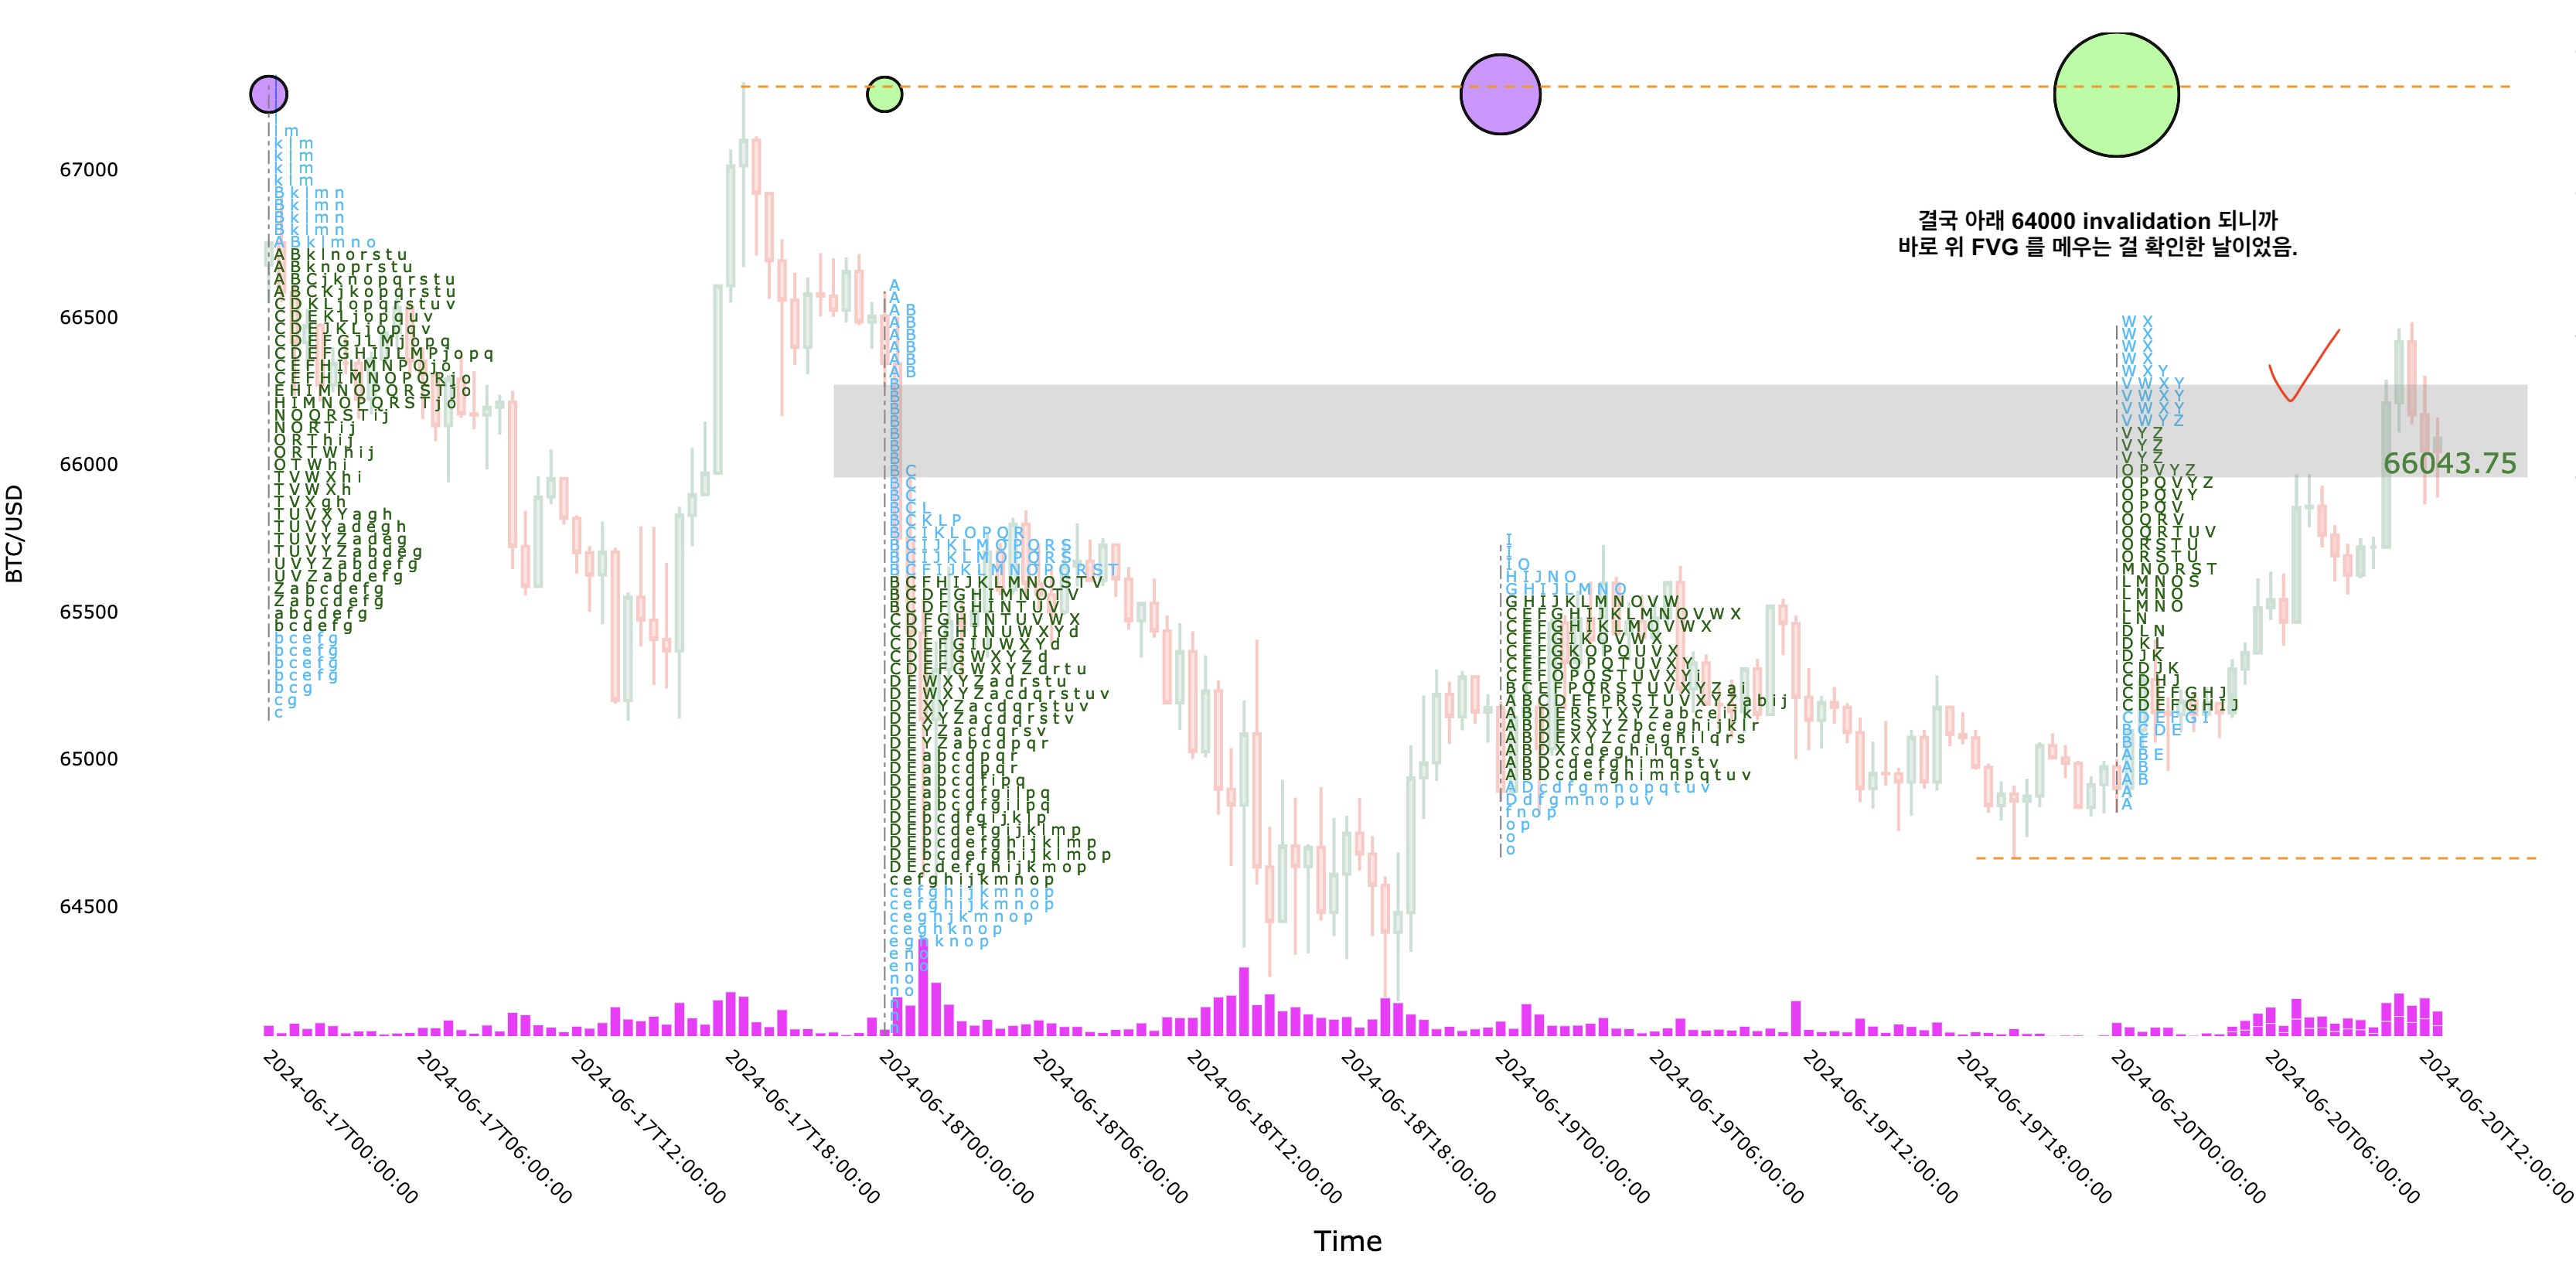 67000
66500
66000
65500
65000
64500
BTC/USD
l m
k l m
k l m
k l m
k l m
B k l m n
B k l m n
B k l m n
B k l m n
A B k l m n o
A B k l n o r s t u
A B k n o p r s t u
A B C j k n o p q r s t u
A B C K j k o p q r s t u
C D K L j o p q r s t u v
C D E K L j o p q u v
C D E J K L j o p q v
C D E F G J L M j o p q
C D E F G H I J L M P j o p q
C E F H I L M N P Q j o
C E F H I M N O P Q R j o
E H I M N O P Q R S T j o
H I M N O P Q R S T j o
N O Q R S T i j
N O R T i j
O R T h i j
O R T W h i j
O T W h i
T V W X h i
T V W X h
T V X g h
T U V X Y a g h
T U V Y a d e g h
T U V Y Z a d e g
T U V Y Z a b d e g
U V Y Z a b d e f g
U V Z a b d e f g
Z a b c d e f g
Z a b c d e f g
a b c d e f g
b c d e f g
b c e f g
b c e f g
b c e f g
b c e f g
b c g
c g
c
A
A
A B
A B
A B
A B
A B
A B
B
B
B
B
B
B
B
B C
B C
B C
B C L
B C K L P
B C I K L O P Q R
B C I J K L M O P Q R S
B C I J K L M O P Q R S
B C F I J K L M N O P Q R S T
B C F H I J K L M N O S T V
B C D F G H I M N O T V
B C D F G H I N T U V
C D F G H I N T U V W X
C D F G H I N U W X Y d
C D E F G I U W X Y d
C D E F G W X Y Z d
C D E F G W X Y Z d r t u
D E W X Y Z a d r s t u
D E W X Y Z a c d q r s t u v
D E X Y Z a c d q r s t u v
D E X Y Z a c d q r s t v
D E Y Z a c d q r s v
D E Y Z a b c d p q r
D E a b c d p q r
D E a b c d p q r
D E a b c d f i p q
D E a b c d f g i l p q
D E a b c d f g i l p q
D E b c d f g i j k l p
D E b c d e f g i j k l m p
D E b c d e f g h i j k l m p
D E b c d e f g h i j k l m o p
D E c d e f g h i j k m o p
c e f g h i j k m n o p
c e f g h i j k m n o p
c e f g h i j k m n o p
c e g h j k m n o p
c e g h k n o p
e g h k n o p
e n o
e n o
n o
n o
n
n
n
I
I
I O
H I J N O
G H I J L M N O
G H I J K L M N O V W
C E F G H I J K L M N O V W X
C E F G H I K L M O V W X
C E F G I K O V W X
C E F G K O P Q U V X
C E F G O P Q T U V X Y
C E F O P Q S T U V X Y i
B C E F P Q R S T U V X Y Z a i
A B C D E F P R S T U V X Y Z a b i j
A B D E R S T X Y Z a b c e i j k
A B D E S X Y Z b c e g h i j k l r
A B D E X Y Z c d e g h i l q r s
A B D X c d e g h i l q r s
A B D c d e f g h i m q s t v
A B D c d e f g h i m n p q t u v
A D c d f g m n o p q t u v
D d f g m n o p u v
f n o p
o p
o
o
결국 아래 64000 invalidation 되니까
바로 위 FVG 를 메우는 걸 확인한 날이었음.
W X
W X
W X
W X
W X Y
V W X Y
V W X Y
V W X Y
V W Y Z
V Y Z
V Y Z
V Y Z
O P V Y Z
O P Q V Y Z
O P Q V Y
O P Q V
O Q R V
O Q R T U V
O R S T U
O R S T U
M N O R S T
L M N O S
L M N O
L M N O
L N
D L N
D K L
D J K
C D J K
C D H J
C D E F G H J
C D E F G H I J
C D E F G I
B C D E
B E
A B E
A B
A B
A
A
66043.75
2024-06-17T00:00:00
2024-06-17T06:00:00
2024-06-17T12:00:00
2024-06-17T18:00:00
2024-06-18T00:00:00
2024-06-18T06:00:00
2024-06-18T12:00:00
2024-06-18T18:00:00
2024-06-19T00:00:00
2024-06-19T06:00:00
2024-06-19T12:00:00
2024-06-19T18:00:00
2024-06-20T00:00:00
2024-06-20T06:00:00
2024-06-20T12:00:00
Time